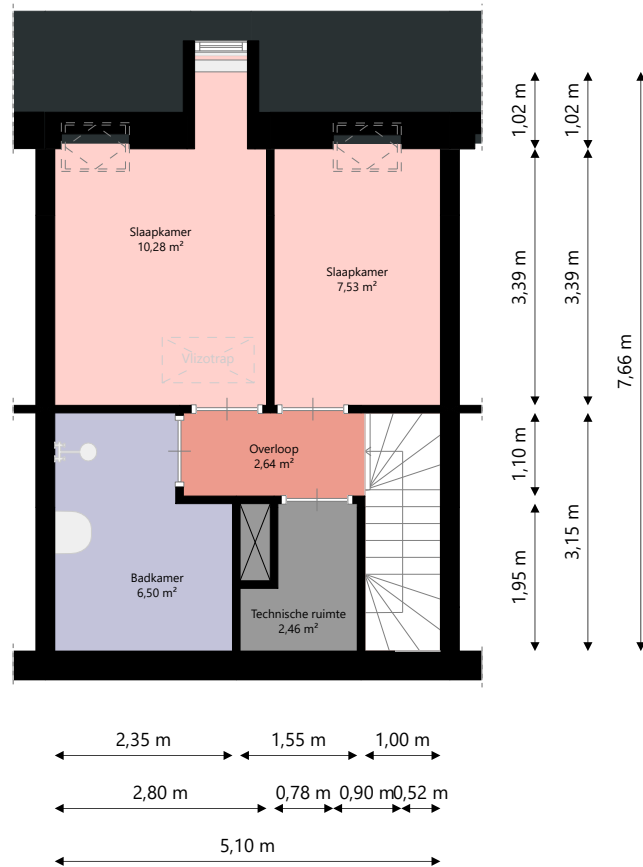 1,02 m
1,02 m
Slaapkamer
10,28 m²
Slaapkamer
7,53 m²
3,39 m
3,39 m
7,66 m
Vlizotrap
Overloop
2,64 m²
1,10 m
3,15 m
Badkamer
6,50 m²
Technische ruimte
2,46 m²
1,95 m
2,35 m
1,55 m
1,00 m
2,80 m
0,78 m
0,90 m
0,52 m
5,10 m